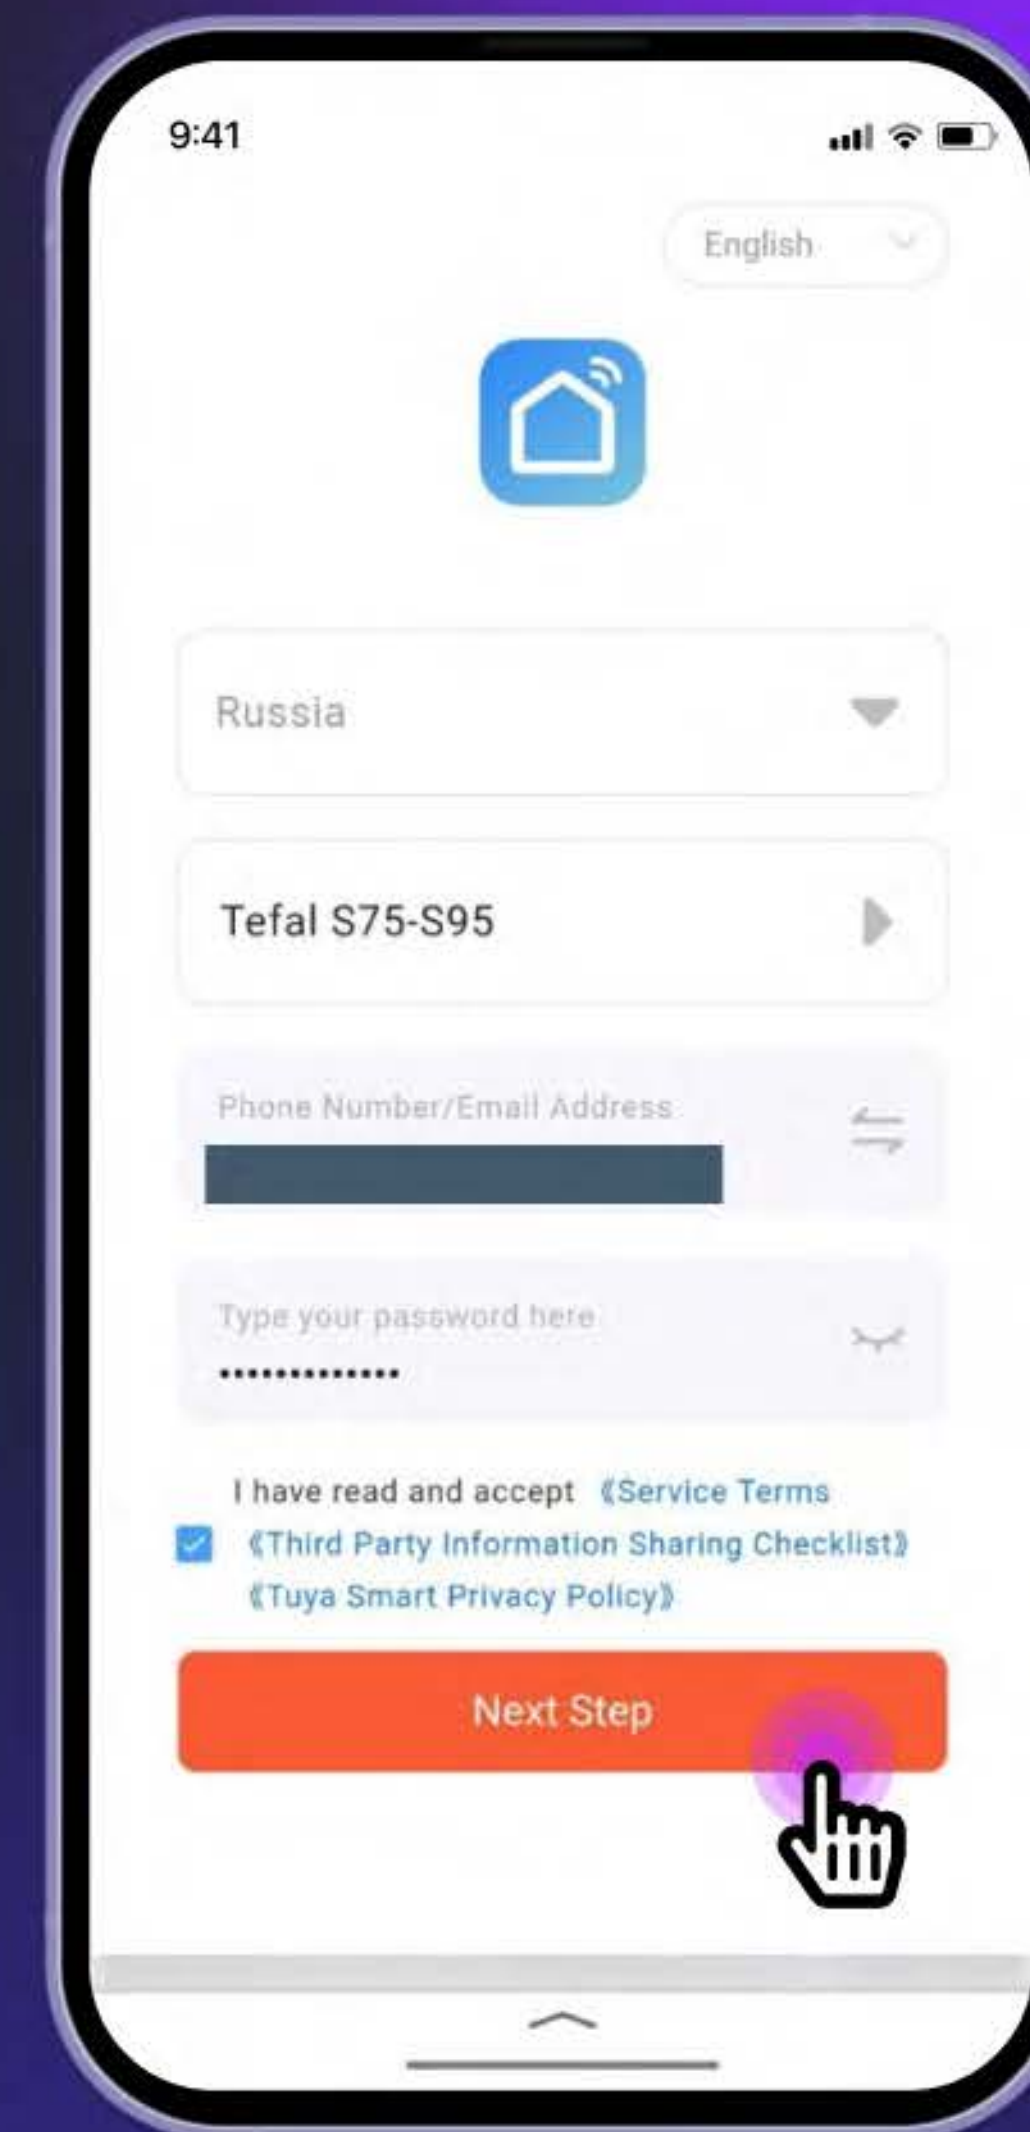 9:41
English
Russia
Tefal S75-S95
Phone Number/Email Address
Type your password here
•••••••••••••
I have read and accept 《Service Terms
《Third Party Information Sharing Checklist》
《Tuya Smart Privacy Policy》
Next Step